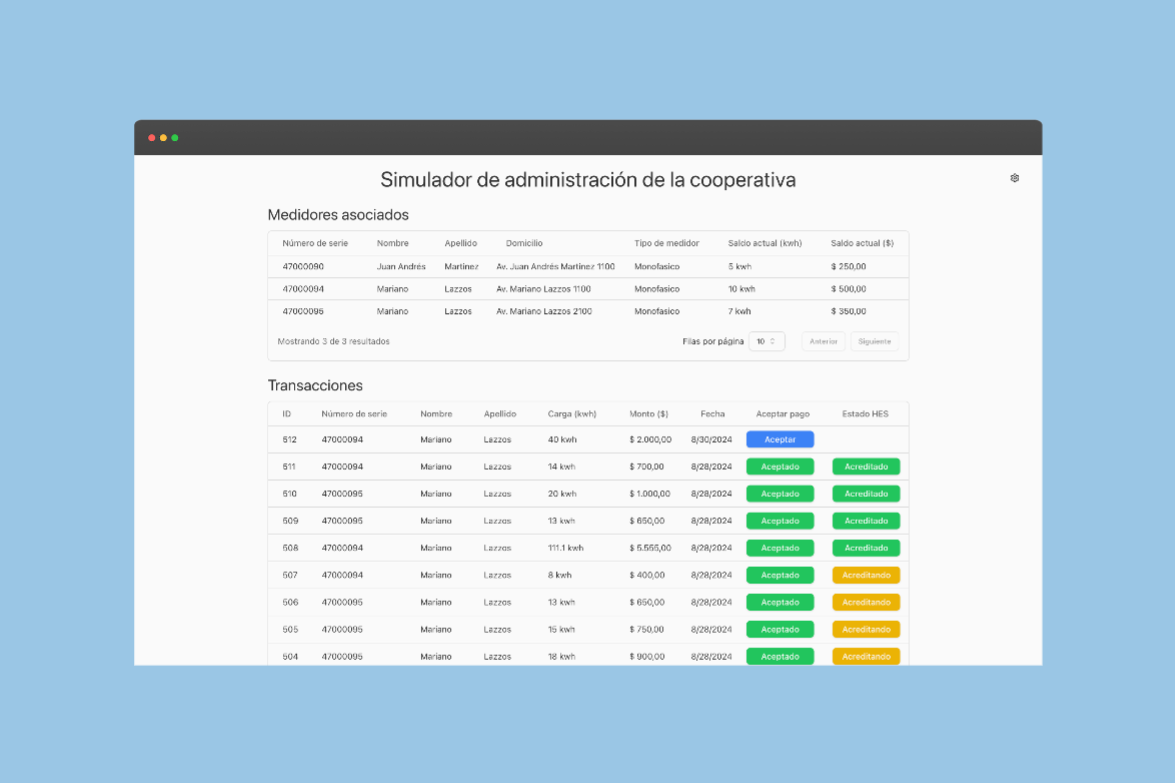 Simulador de administración de la cooperativa
Medidores asociados
Número de serie Nombre Apellido Domicilio Tipo de medidor Saldo actual (kwh) Saldo actual ($)
47000090 Juan Andrés Martinez Av. Juan Andrés Martinez 1100 Monofasico 5 kwh $ 250,00
47000094 Mariano Lazzos Av. Mariano Lazzos 1100 Monofasico 10 kwh $ 500,00
47000095 Mariano Lazzos Av. Mariano Lazzos 2100 Monofasico 7 kwh $ 350,00
Mostrando 3 de 3 resultados Filas por página 10 Anterior Siguiente
Transacciones
ID Número de serie Nombre Apellido Carga (kwh) Monto ($) Fecha Aceptar pago Estado HES
512 47000094 Mariano Lazzos 40 kwh $ 2.000,00 8/30/2024 Aceptar
511 47000094 Mariano Lazzos 14 kwh $ 700,00 8/28/2024 Aceptado Acreditado
510 47000095 Mariano Lazzos 20 kwh $ 1.000,00 8/28/2024 Aceptado Acreditado
509 47000095 Mariano Lazzos 13 kwh $ 650,00 8/28/2024 Aceptado Acreditado
508 47000094 Mariano Lazzos 111.1 kwh $ 5.555,00 8/28/2024 Aceptado Acreditado
507 47000094 Mariano Lazzos 8 kwh $ 400,00 8/28/2024 Aceptado Acreditando
506 47000095 Mariano Lazzos 13 kwh $ 650,00 8/28/2024 Aceptado Acreditando
505 47000095 Mariano Lazzos 15 kwh $ 750,00 8/28/2024 Aceptado Acreditando
504 47000095 Mariano Lazzos 18 kwh $ 900,00 8/28/2024 Aceptado Acreditando